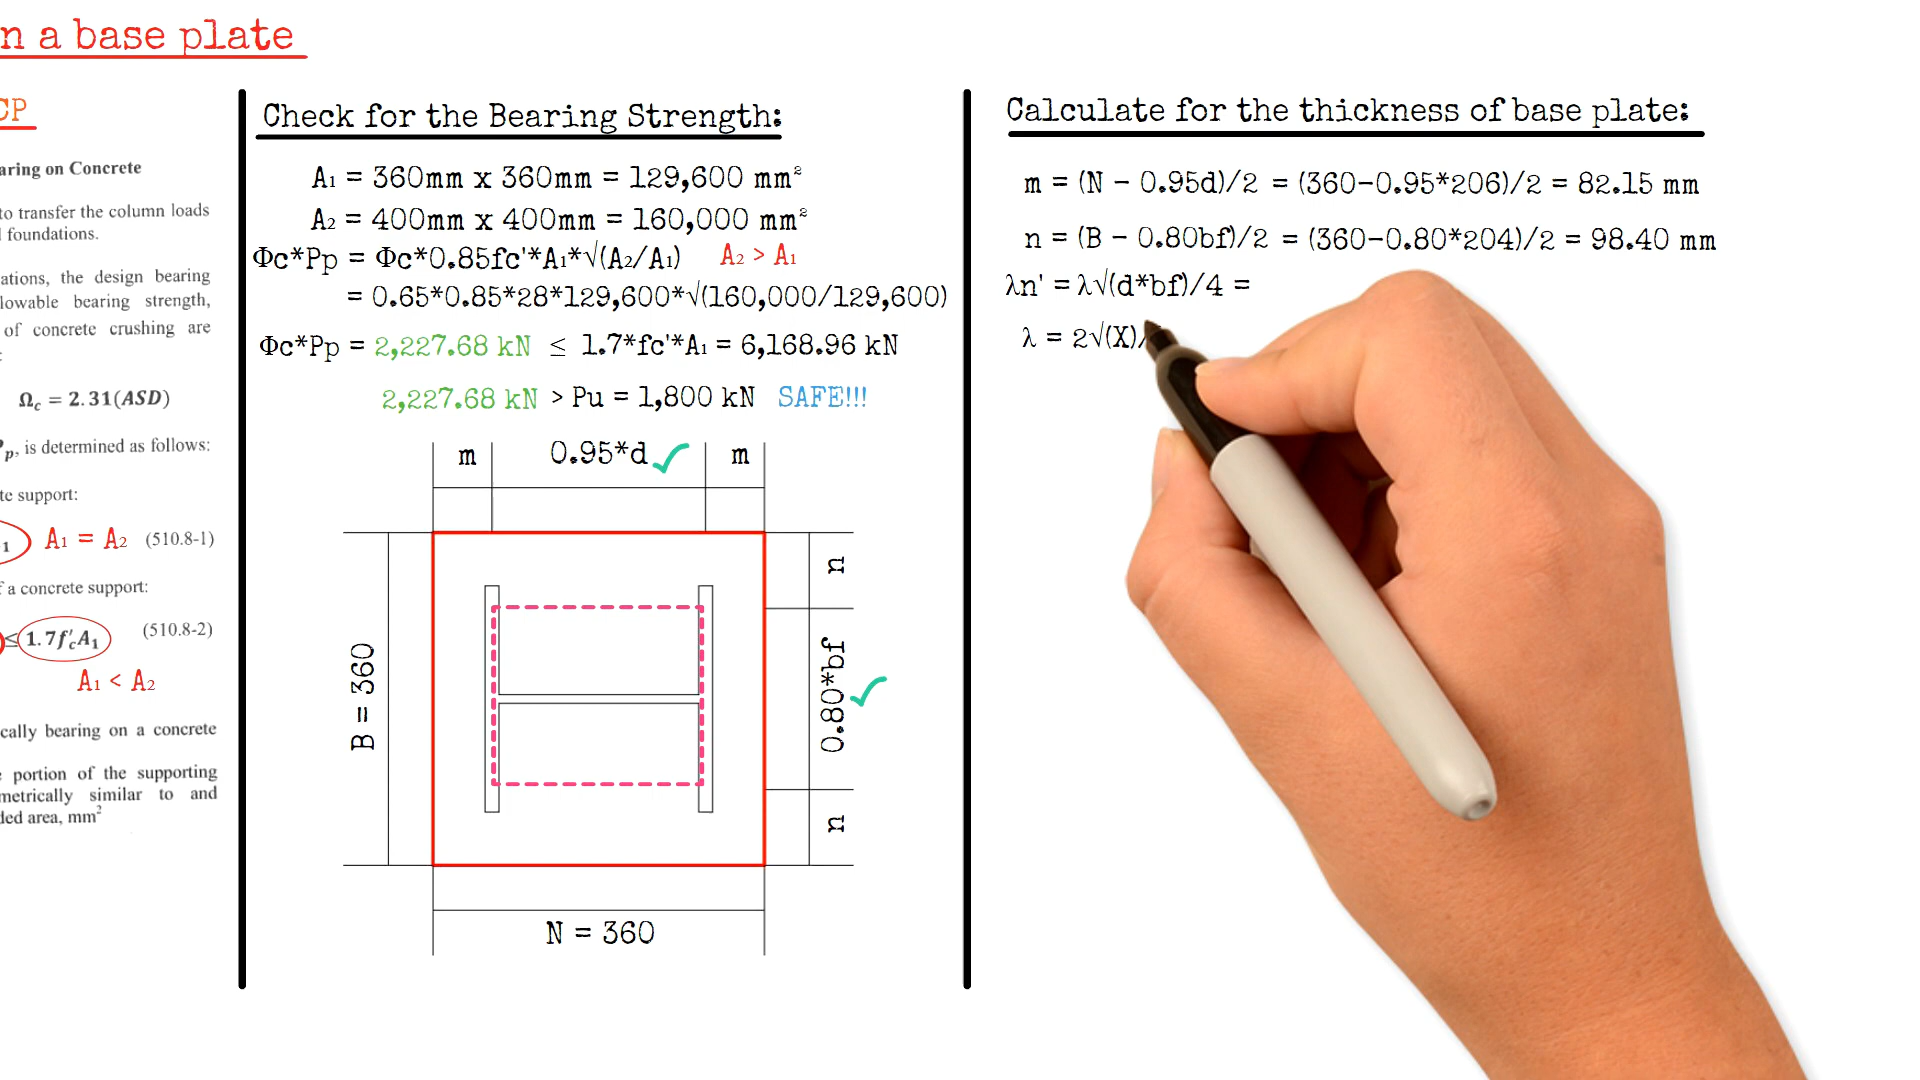 n a base plate
CP
aring on Concrete
to transfer the column loads
foundations.
ations, the design bearing
lowable bearing strength,
of concrete crushing are
:
Ωc = 2.31(ASD)
Pp, is determined as follows:
te support:
1 A1 = A2 (510.8-1)
f a concrete support:
≤ 1.7f'cA1 (510.8-2)
A1 < A2
cally bearing on a concrete
portion of the supporting
metrically similar to and
ded area, mm²
Check for the Bearing Strength:
A1 = 360mm x 360mm = 129,600 mm²
A2 = 400mm x 400mm = 160,000 mm²
Φc*Pp = Φc*0.85fc'*A1*√(A2/A1) A2 > A1
= 0.65*0.85*28*129,600*√(160,000/129,600)
Φc*Pp = 2,227.68 kN ≤ 1.7*fc'*A1 = 6,168.96 kN
2,227.68 kN > Pu = 1,800 kN SAFE!!!
m 0.95*d m
n
B = 360
0.80*bf
n
N = 360
Calculate for the thickness of base plate:
m = (N - 0.95d)/2 = (360-0.95*206)/2 = 82.15 mm
n = (B - 0.80bf)/2 = (360-0.80*204)/2 = 98.40 mm
λn' = λ√(d*bf)/4 =
λ = 2√(X)/